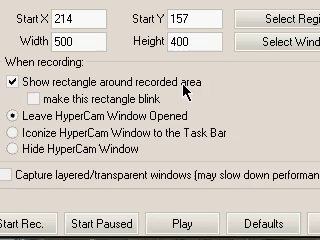 Start X 214 Start Y 157 Select Regi
Width 500 Height 400 Select Wind
When recording:
Show rectangle around recorded area
make this rectangle blink
Leave HyperCam Window Opened
Iconize HyperCam Window to the Task Bar
Hide HyperCam Window
Capture layered/transparent windows (may slow down performan
Start Rec. Start Paused Play Defaults